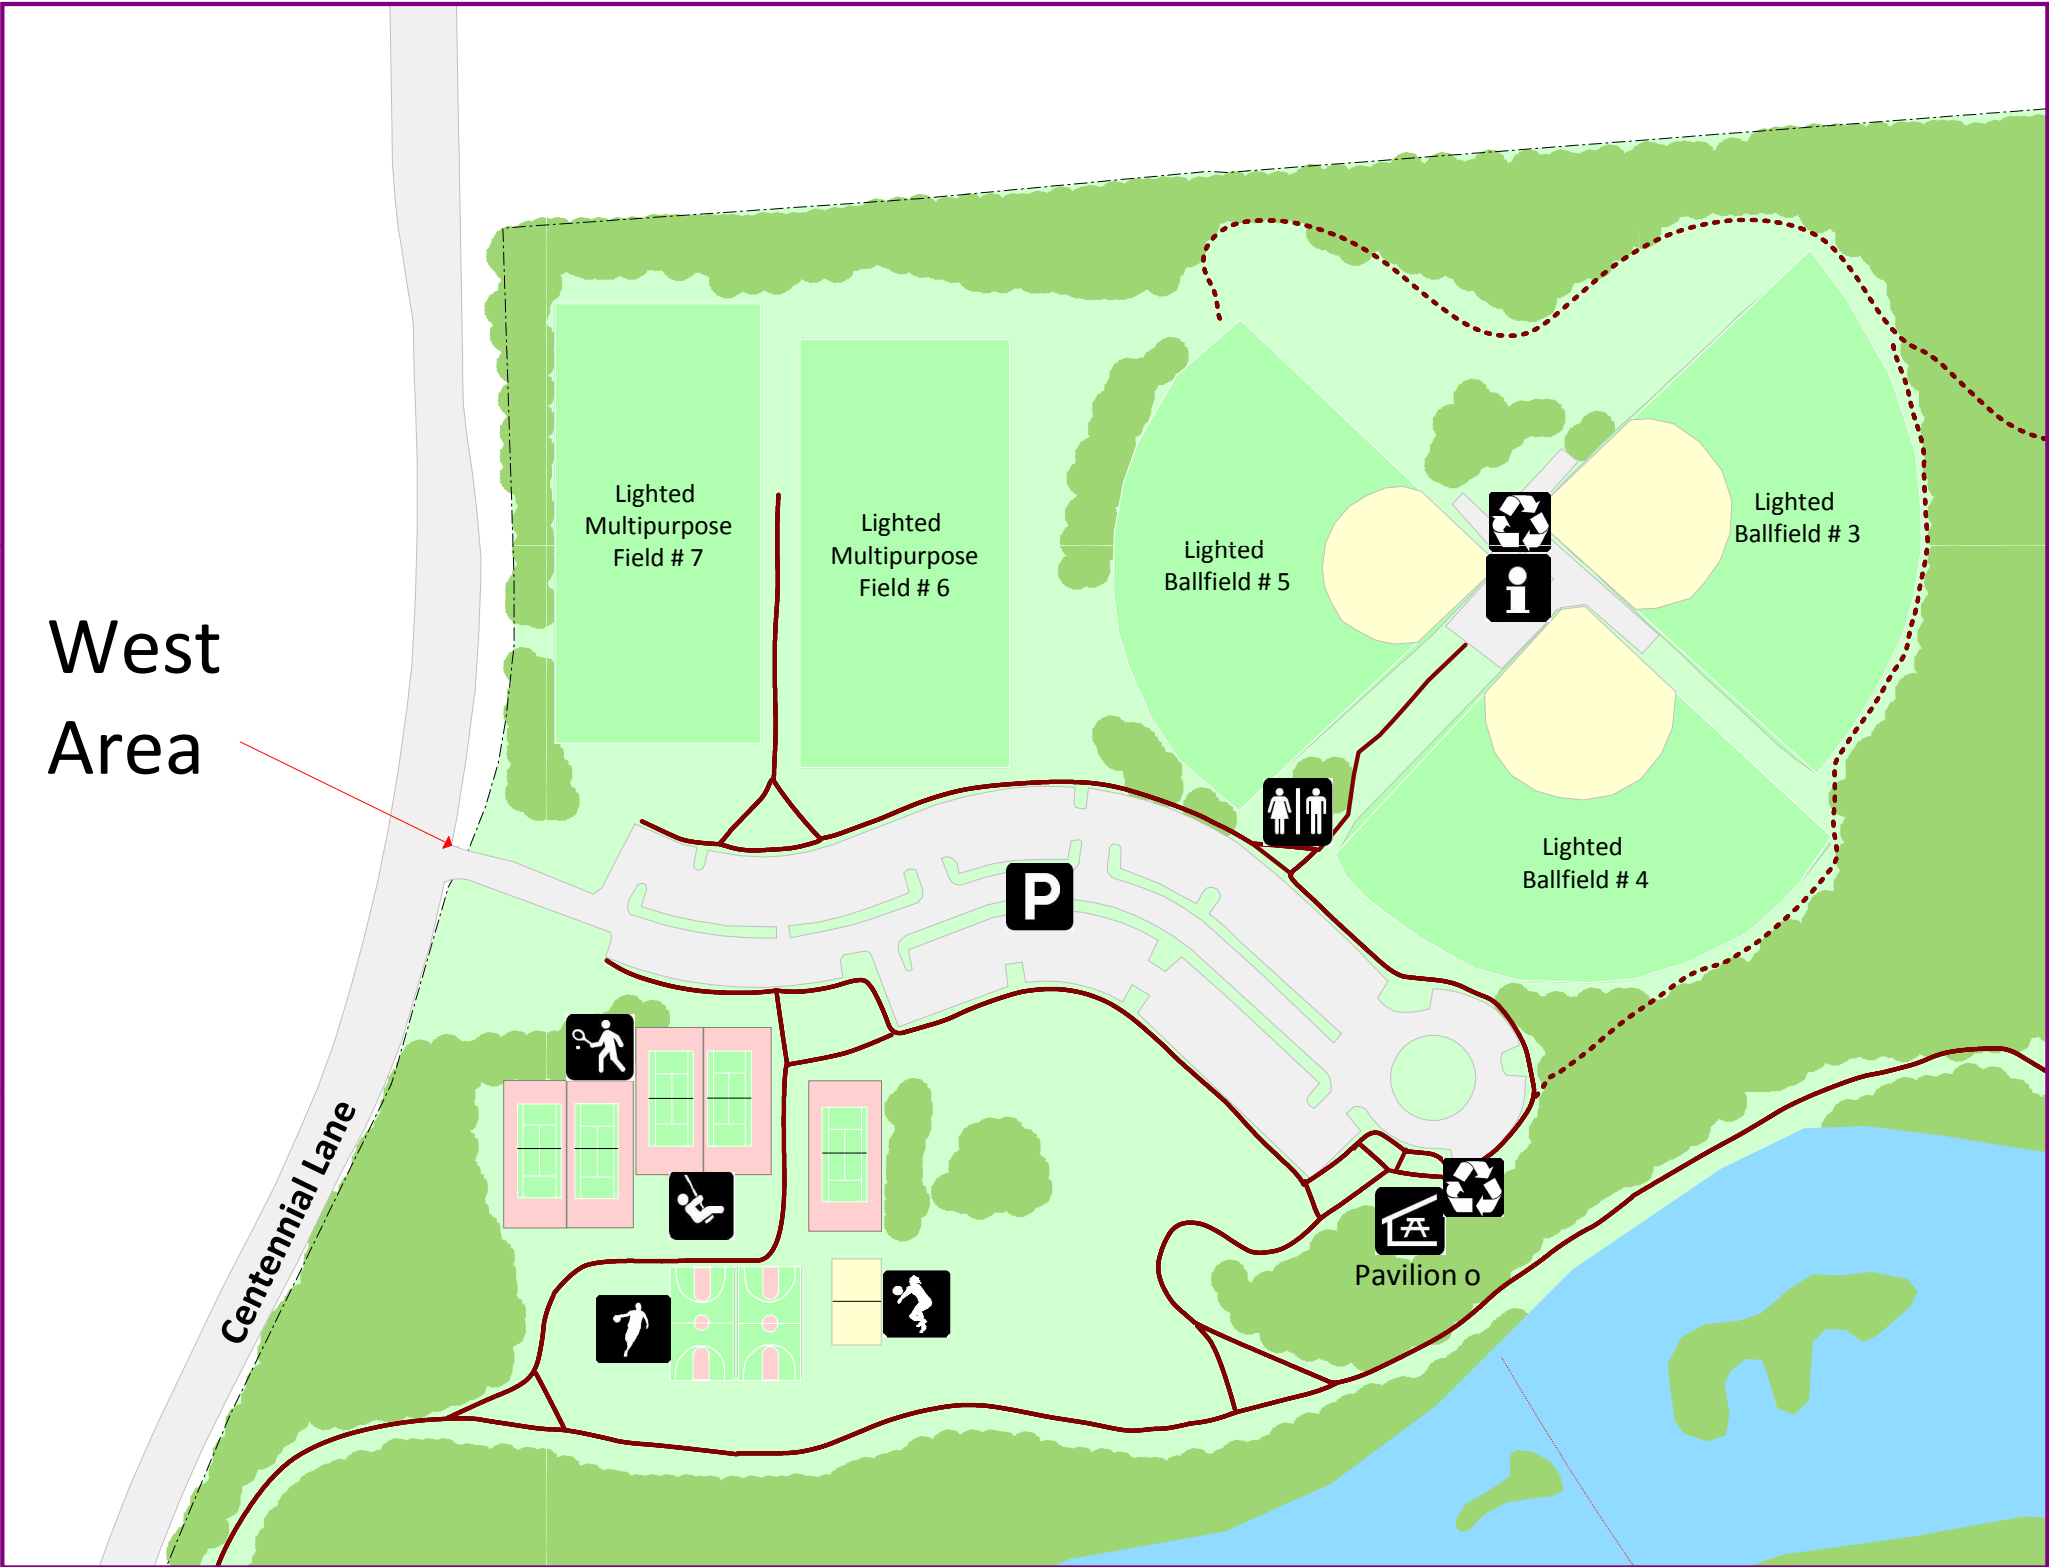 Lighted
Multipurpose
Field # 7
Lighted
Multipurpose
Field # 6
Lighted
Ballfield # 5
Lighted
Ballfield # 3
West
Area
Lighted
Ballfield # 4
P
Centennial Lane
Pavilion o